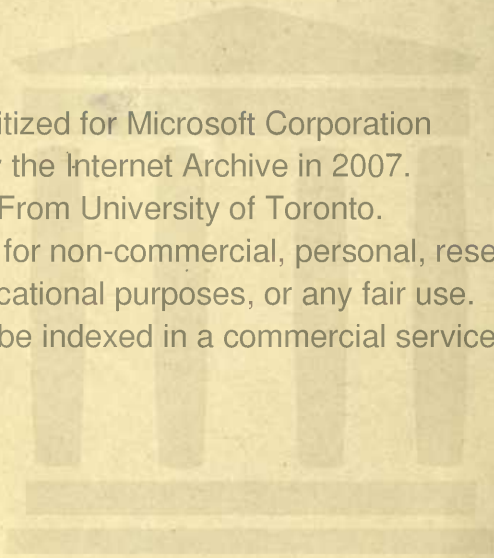 itized for Microsoft Corporation
the Internet Archive in 2007.
From University of Toronto.
for non-commercial, personal, rese
cational purposes, or any fair use.
be indexed in a commercial service